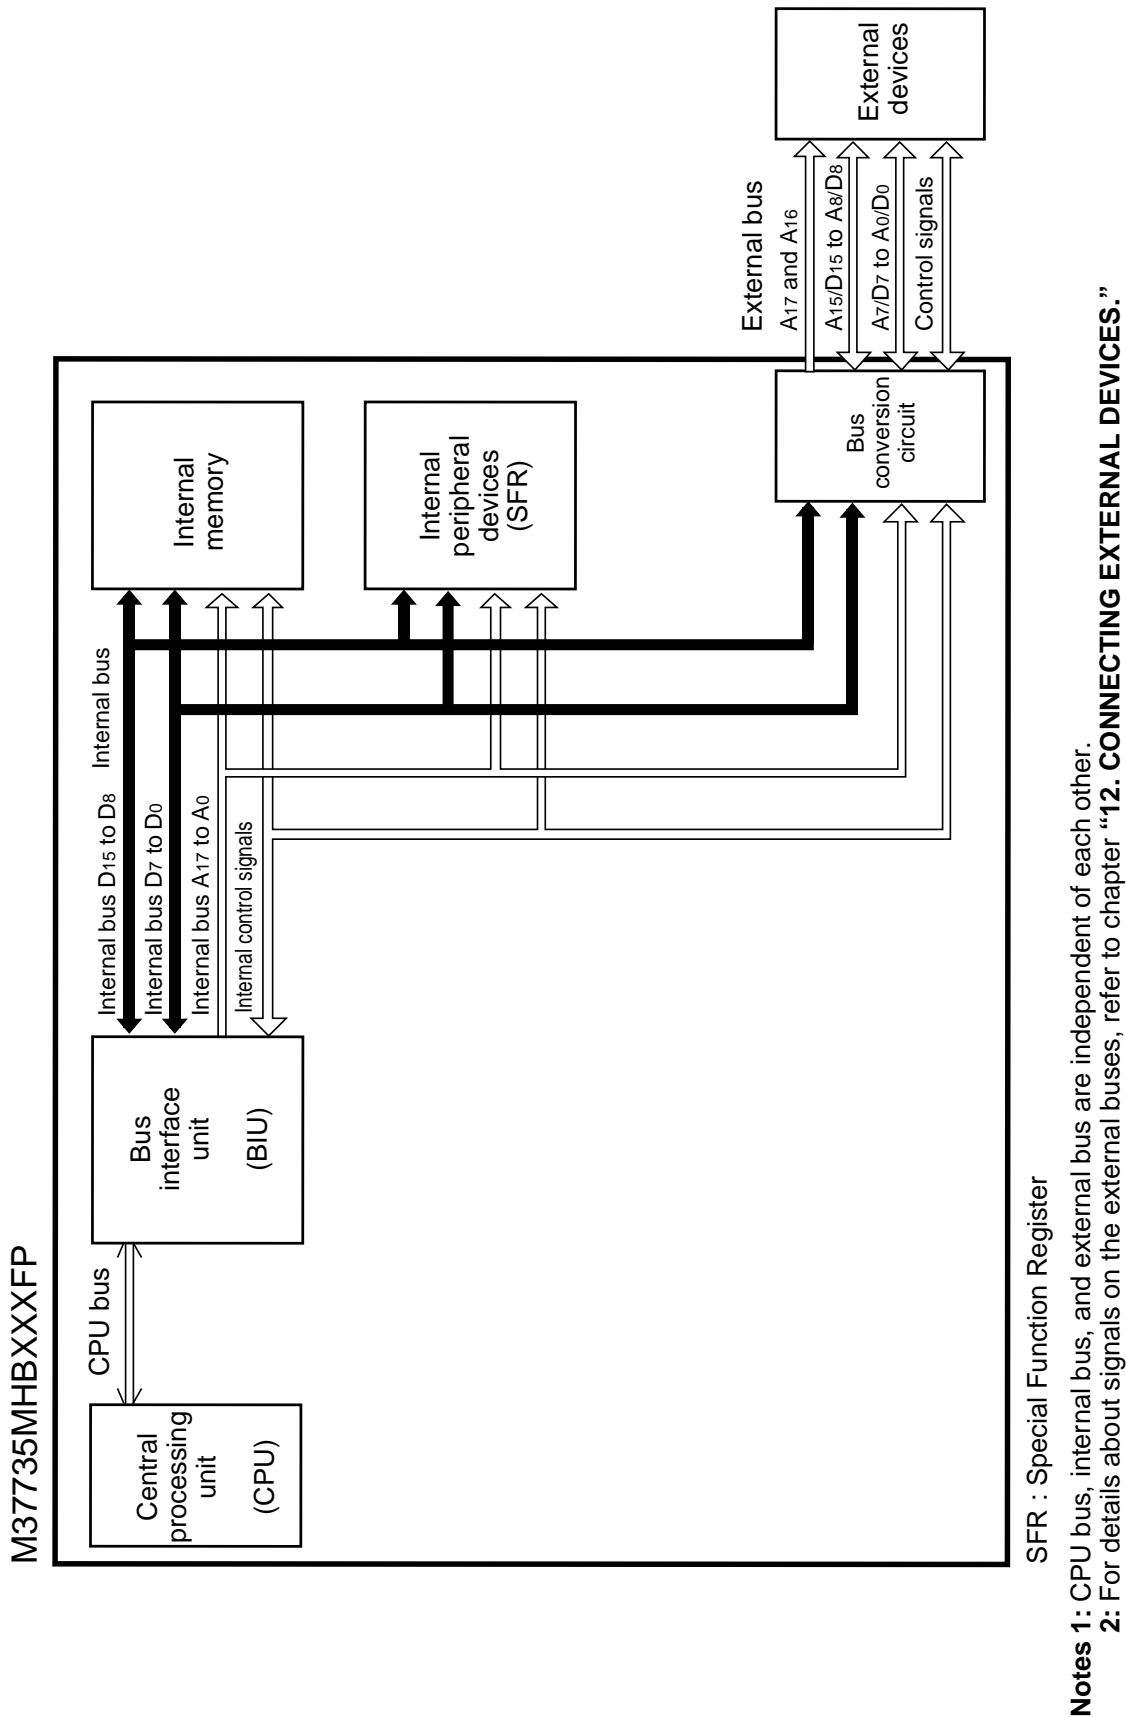 M37735MHBXXXFP
Central
processing
unit
(CPU)
CPU bus
Bus
interface
unit
(BIU)
Internal bus
Internal bus D15 to D8
Internal bus D7 to D0
Internal bus A17 to A0
Internal control signals
Internal
memory
Internal
peripheral
devices
(SFR)
Bus
conversion
circuit
External bus
A17 and A16
A15/D15 to A8/D8
A7/D7 to A0/D0
Control signals
External
devices
SFR : Special Function Register
Notes 1: CPU bus, internal bus, and external bus are independent of each other.
2: For details about signals on the external buses, refer to chapter “12. CONNECTING EXTERNAL DEVICES.”